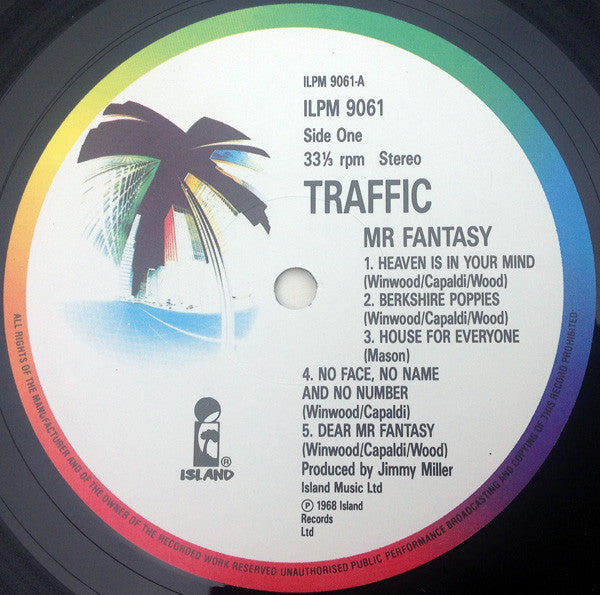 ILPM 9061-A
ILPM 9061
Side One
33⅓ rpm Stereo
TRAFFIC
MR FANTASY
1. HEAVEN IS IN YOUR MIND
(Winwood/Capaldi/Wood)
2. BERKSHIRE POPPIES
(Winwood/Capaldi/Wood)
3. HOUSE FOR EVERYONE
(Mason)
4. NO FACE, NO NAME
AND NO NUMBER
(Winwood/Capaldi)
5. DEAR MR FANTASY
(Winwood/Capaldi/Wood)
Produced by Jimmy Miller
Island Music Ltd
℗ 1968 Island
Records
Ltd
ISLAND®
ALL RIGHTS OF THE MANUFACTURER AND OF THE OWNER OF THE RECORDED WORK RESERVED UNAUTHORISED PUBLIC PERFORMANCE BROADCASTING AND COPYING OF THIS RECORD PROHIBITED